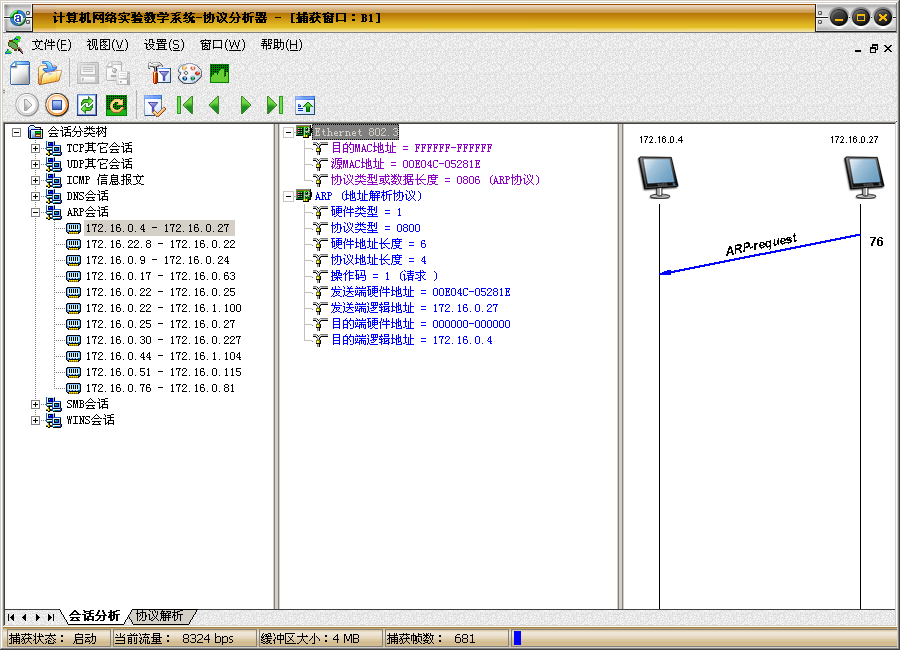 计算机网络实验教学系统-协议分析器 - [捕获窗口：B1]
文件(F) 视图(V) 设置(S) 窗口(W) 帮助(H)
会话分类树
TCP其它会话
UDP其它会话
ICMP 信息报文
DNS会话
ARP会话
172.16.0.4 - 172.16.0.27
172.16.22.8 - 172.16.0.22
172.16.0.9 - 172.16.0.24
172.16.0.17 - 172.16.0.63
172.16.0.22 - 172.16.0.25
172.16.0.22 - 172.16.1.100
172.16.0.25 - 172.16.0.27
172.16.0.30 - 172.16.0.227
172.16.0.44 - 172.16.1.104
172.16.0.51 - 172.16.0.115
172.16.0.76 - 172.16.0.81
SMB会话
WINS会话
Ethernet 802.3
目的MAC地址 = FFFFFF-FFFFFF
源MAC地址 = 00E04C-05281E
协议类型或数据长度 = 0806 (ARP协议)
ARP (地址解析协议)
硬件类型 = 1
协议类型 = 0800
硬件地址长度 = 6
协议地址长度 = 4
操作码 = 1 (请求 )
发送端硬件地址 = 00E04C-05281E
发送端逻辑地址 = 172.16.0.27
目的端硬件地址 = 000000-000000
目的端逻辑地址 = 172.16.0.4
172.16.0.4 172.16.0.27
ARP-request 76
会话分析 协议解析
捕获状态： 启动 当前流量： 8324 bps 缓冲区大小：4 MB 捕获帧数： 681